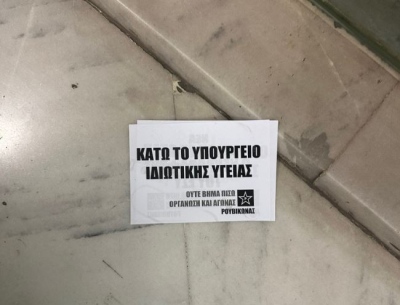 ΚΑΤΩ ΤΟ ΥΠΟΥΡΓΕΙΟ
ΙΔΙΩΤΙΚΗΣ ΥΓΕΙΑΣ
ΟΥΤΕ ΒΗΜΑ ΠΙΣΩ
ΟΡΓΑΝΩΣΗ ΚΑΙ ΑΓΩΝΑΣ
ΡΟΥΒΙΚΩΝΑΣ